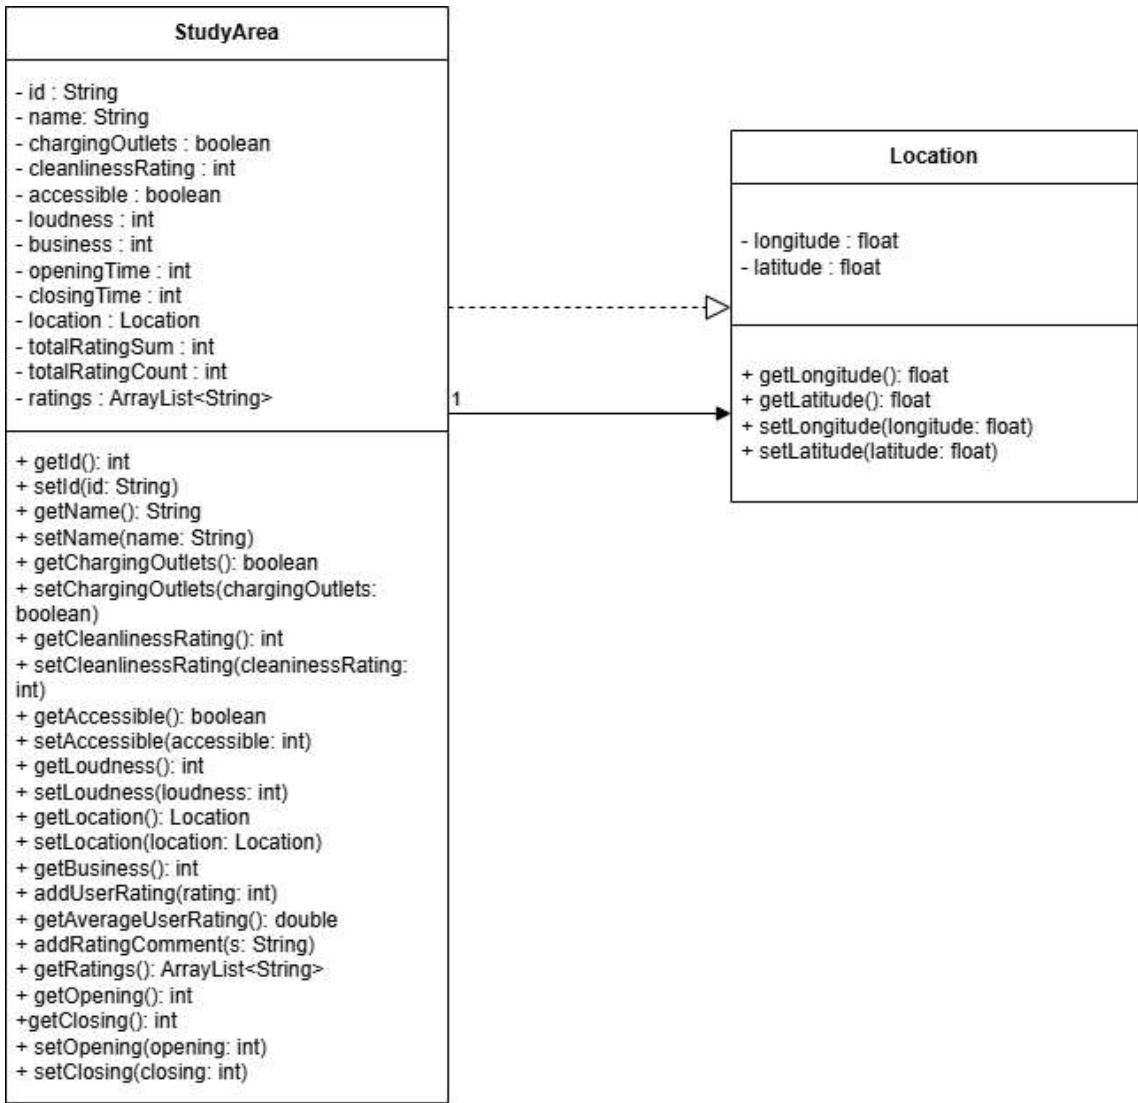 StudyArea
- id : String
- name: String
- chargingOutlets : boolean
- cleanlinessRating : int
- accessible : boolean
- loudness : int
- business : int
- openingTime : int
- closingTime : int
- location : Location
- totalRatingSum : int
- totalRatingCount : int
- ratings : ArrayList<String>
+ getId(): int
+ setId(id: String)
+ getName(): String
+ setName(name: String)
+ getChargingOutlets(): boolean
+ setChargingOutlets(chargingOutlets:
boolean)
+ getCleanlinessRating(): int
+ setCleanlinessRating(cleaninessRating:
int)
+ getAccessible(): boolean
+ setAccessible(accessible: int)
+ getLoudness(): int
+ setLoudness(loudness: int)
+ getLocation(): Location
+ setLocation(location: Location)
+ getBusiness(): int
+ addUserRating(rating: int)
+ getAverageUserRating(): double
+ addRatingComment(s: String)
+ getRatings(): ArrayList<String>
+ getOpening(): int
+getClosing(): int
+ setOpening(opening: int)
+ setClosing(closing: int)
1
Location
- longitude : float
- latitude : float
+ getLongitude(): float
+ getLatitude(): float
+ setLongitude(longitude: float)
+ setLatitude(latitude: float)